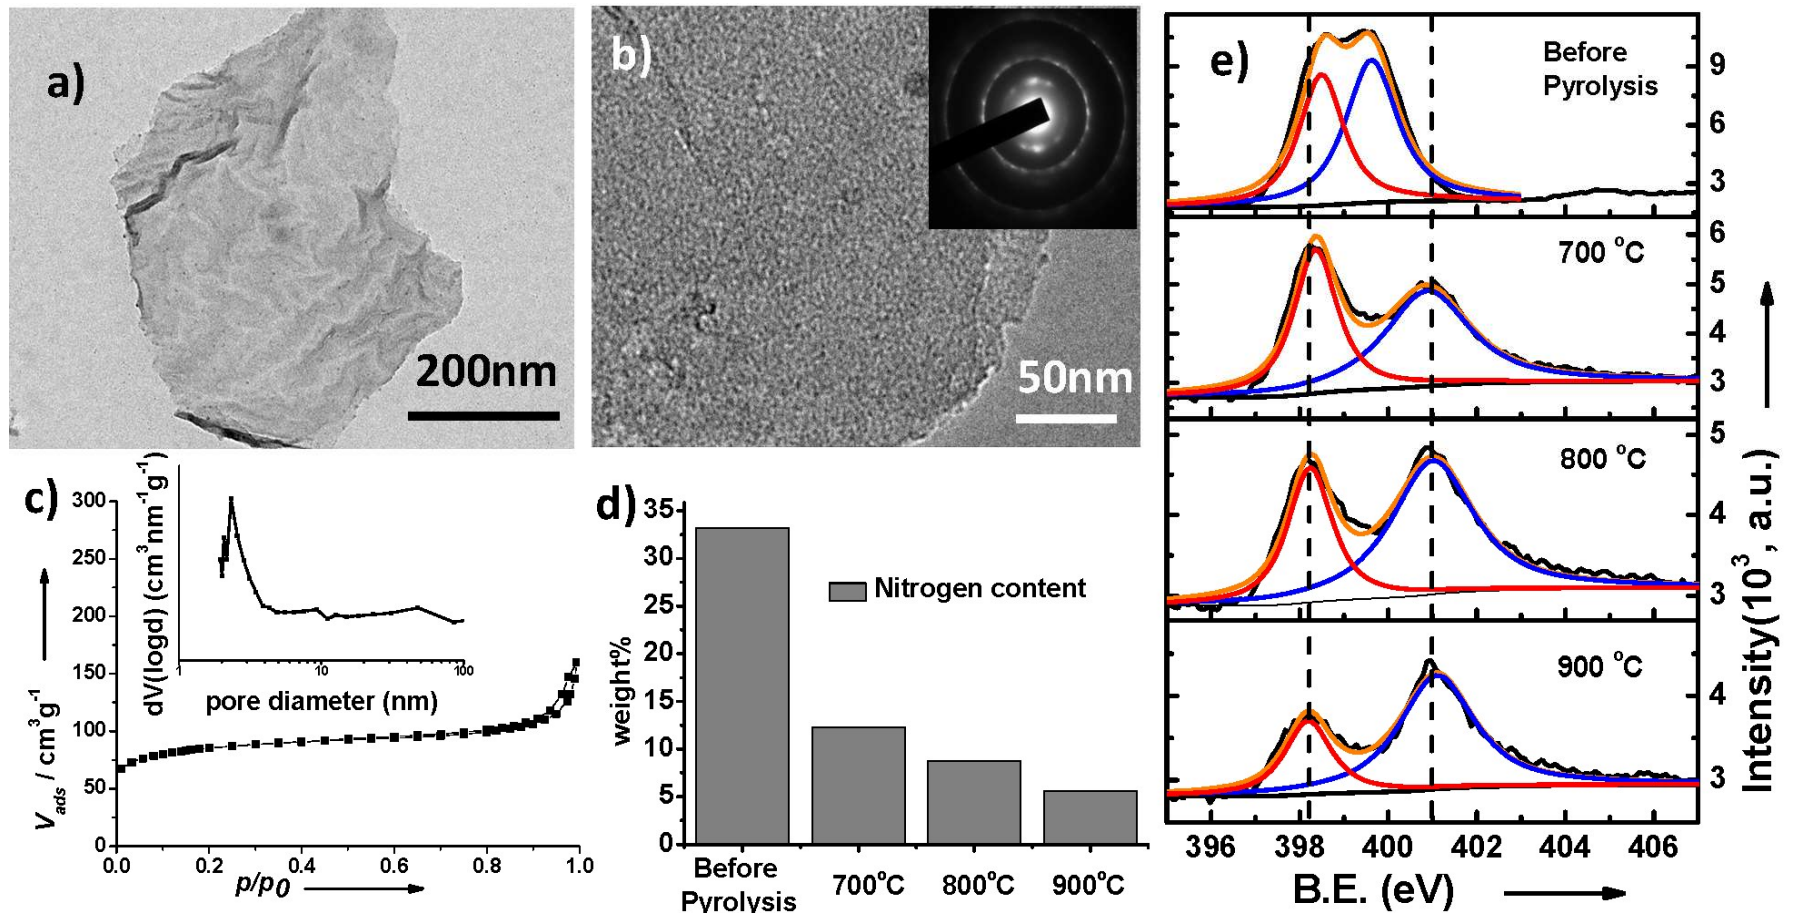 a)
200nm
b)
50nm
c)
300
250
200
150
100
50
0
V_ads / cm³g⁻¹
0.0 0.2 0.4 0.6 0.8 1.0
p/p₀
dV(logd) (cm³nm⁻¹g⁻¹)
1 10 100
pore diameter (nm)
d)
35
30
25
20
15
10
5
0
weight%
Nitrogen content
Before Pyrolysis
700°C
800°C
900°C
e)
Before
Pyrolysis
9
6
3
700 °C
6
5
4
3
800 °C
5
4
3
900 °C
4
3
Intensity(10³, a.u.)
396 398 400 402 404 406
B.E. (eV)